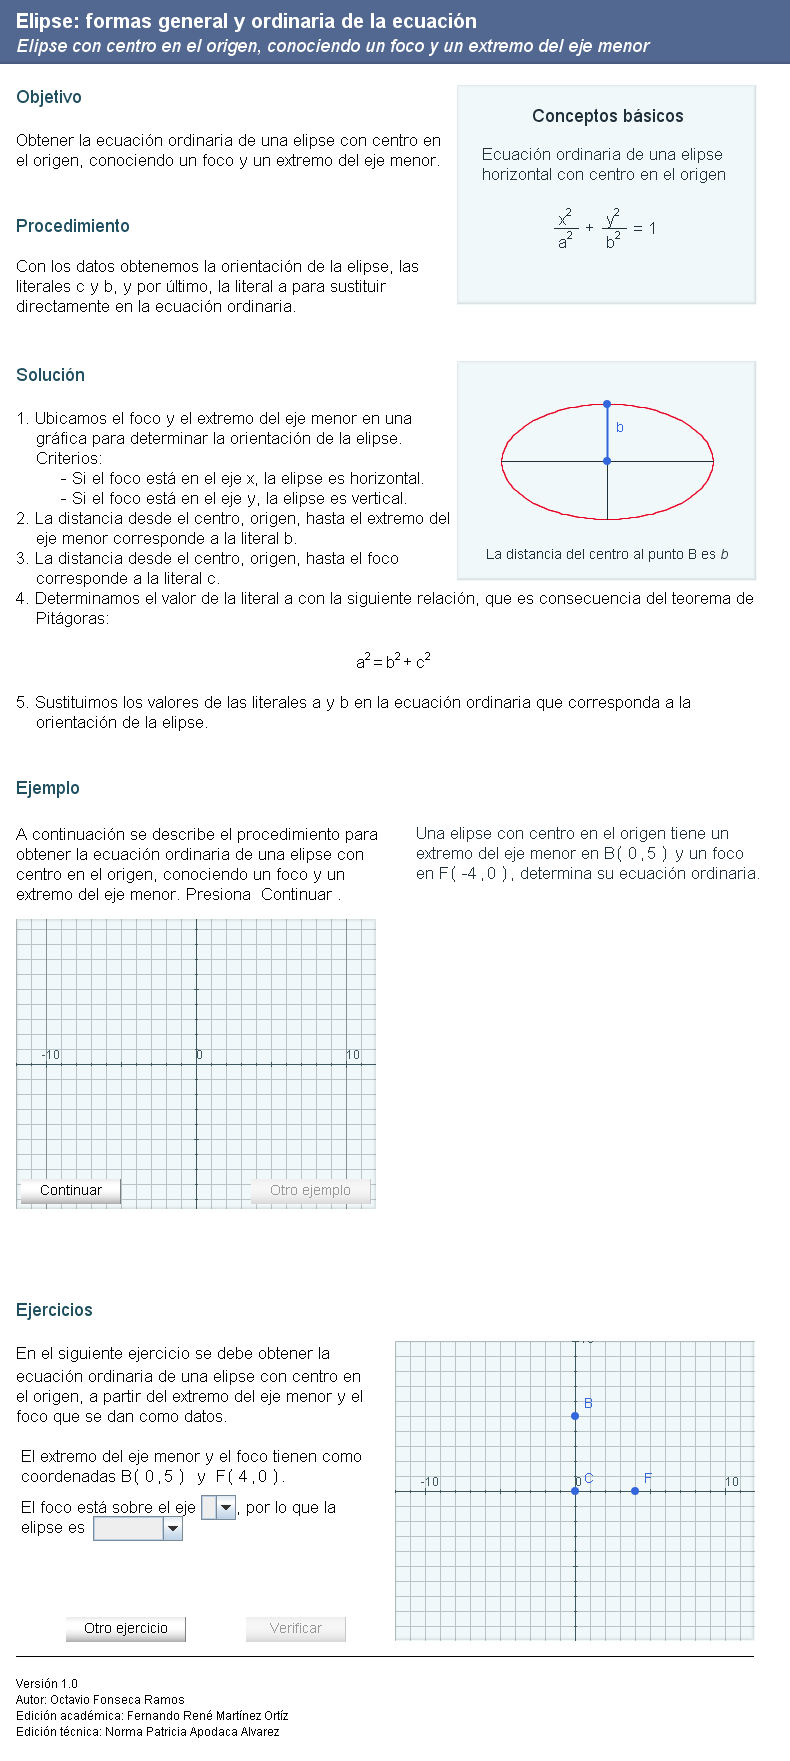 Elipse: formas general y ordinaria de la ecuación
Elipse con centro en el origen, conociendo un foco y un extremo del eje menor
Objetivo
Obtener la ecuación ordinaria de una elipse con centro en
el origen, conociendo un foco y un extremo del eje menor.
Conceptos básicos
Ecuación ordinaria de una elipse
horizontal con centro en el origen
x²/a² + y²/b² = 1
Procedimiento
Con los datos obtenemos la orientación de la elipse, las
literales c y b, y por último, la literal a para sustituir
directamente en la ecuación ordinaria.
Solución
1. Ubicamos el foco y el extremo del eje menor en una
gráfica para determinar la orientación de la elipse.
Criterios:
- Si el foco está en el eje x, la elipse es horizontal.
- Si el foco está en el eje y, la elipse es vertical.
2. La distancia desde el centro, origen, hasta el extremo del
eje menor corresponde a la literal b.
3. La distancia desde el centro, origen, hasta el foco
corresponde a la literal c.
b
La distancia del centro al punto B es b
4. Determinamos el valor de la literal a con la siguiente relación, que es consecuencia del teorema de
Pitágoras:
a² = b² + c²
5. Sustituimos los valores de las literales a y b en la ecuación ordinaria que corresponda a la
orientación de la elipse.
Ejemplo
A continuación se describe el procedimiento para
obtener la ecuación ordinaria de una elipse con
centro en el origen, conociendo un foco y un
extremo del eje menor. Presiona Continuar .
Una elipse con centro en el origen tiene un
extremo del eje menor en B( 0 , 5 ) y un foco
en F( -4 , 0 ) , determina su ecuación ordinaria.
-10 0 10
Continuar
Otro ejemplo
Ejercicios
En el siguiente ejercicio se debe obtener la
ecuación ordinaria de una elipse con centro en
el origen, a partir del extremo del eje menor y el
foco que se dan como datos.
El extremo del eje menor y el foco tienen como
coordenadas B( 0 , 5 ) y F( 4 , 0 ) .
El foco está sobre el eje , por lo que la
elipse es
B
C F
-10 0 10
Otro ejercicio
Verificar
Versión 1.0
Autor: Octavio Fonseca Ramos
Edición académica: Fernando René Martínez Ortíz
Edición técnica: Norma Patricia Apodaca Alvarez